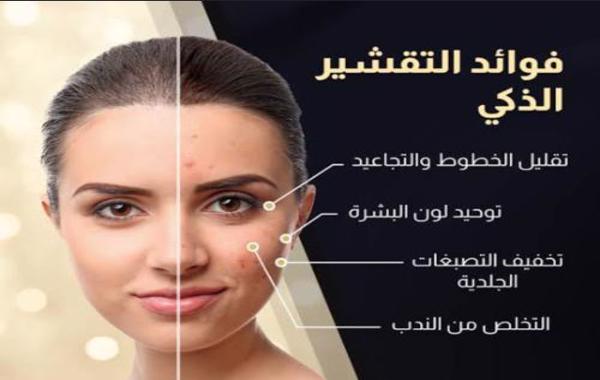 فوائد التقشير
الذكي
تقليل الخطوط والتجاعيد
توحيد لون البشرة
تخفيف التصبغات
الجلدية
التخلص من الندب